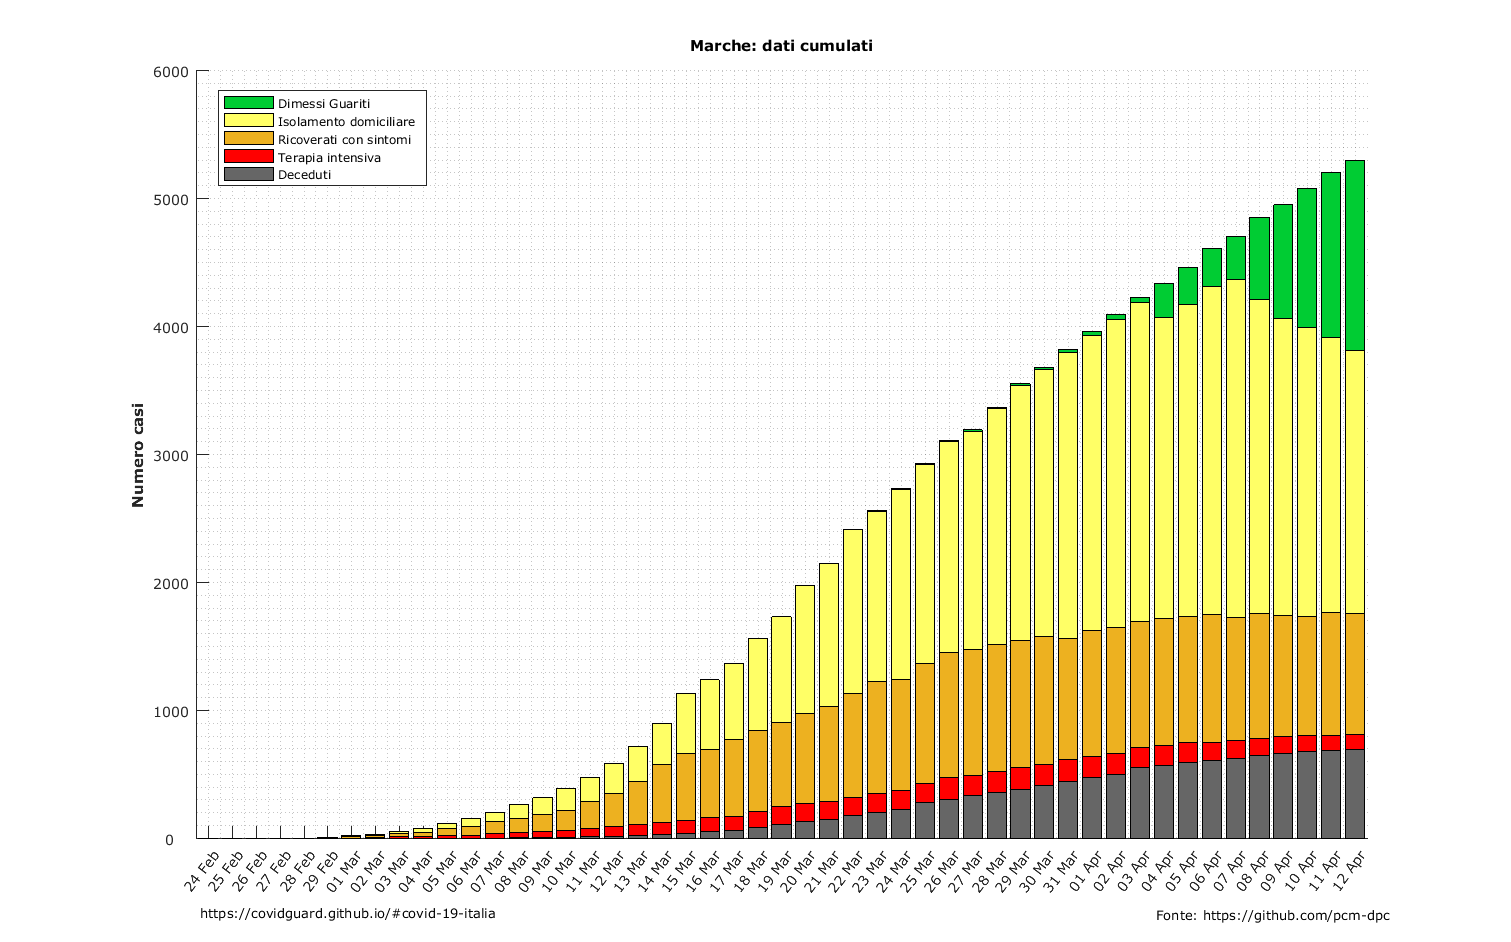 Marche: dati cumulati
6000
5000
4000
3000
2000
1000
0
Numero casi
Dimessi Guariti
Isolamento domiciliare
Ricoverati con sintomi
Terapia intensiva
Deceduti
24 Feb
25 Feb
26 Feb
27 Feb
28 Feb
29 Feb
01 Mar
02 Mar
03 Mar
04 Mar
05 Mar
06 Mar
07 Mar
08 Mar
09 Mar
10 Mar
11 Mar
12 Mar
13 Mar
14 Mar
15 Mar
16 Mar
17 Mar
18 Mar
19 Mar
20 Mar
21 Mar
22 Mar
23 Mar
24 Mar
25 Mar
26 Mar
27 Mar
28 Mar
29 Mar
30 Mar
31 Mar
01 Apr
02 Apr
03 Apr
04 Apr
05 Apr
06 Apr
07 Apr
08 Apr
09 Apr
10 Apr
11 Apr
12 Apr
https://covidguard.github.io/#covid-19-italia
Fonte: https://github.com/pcm-dpc